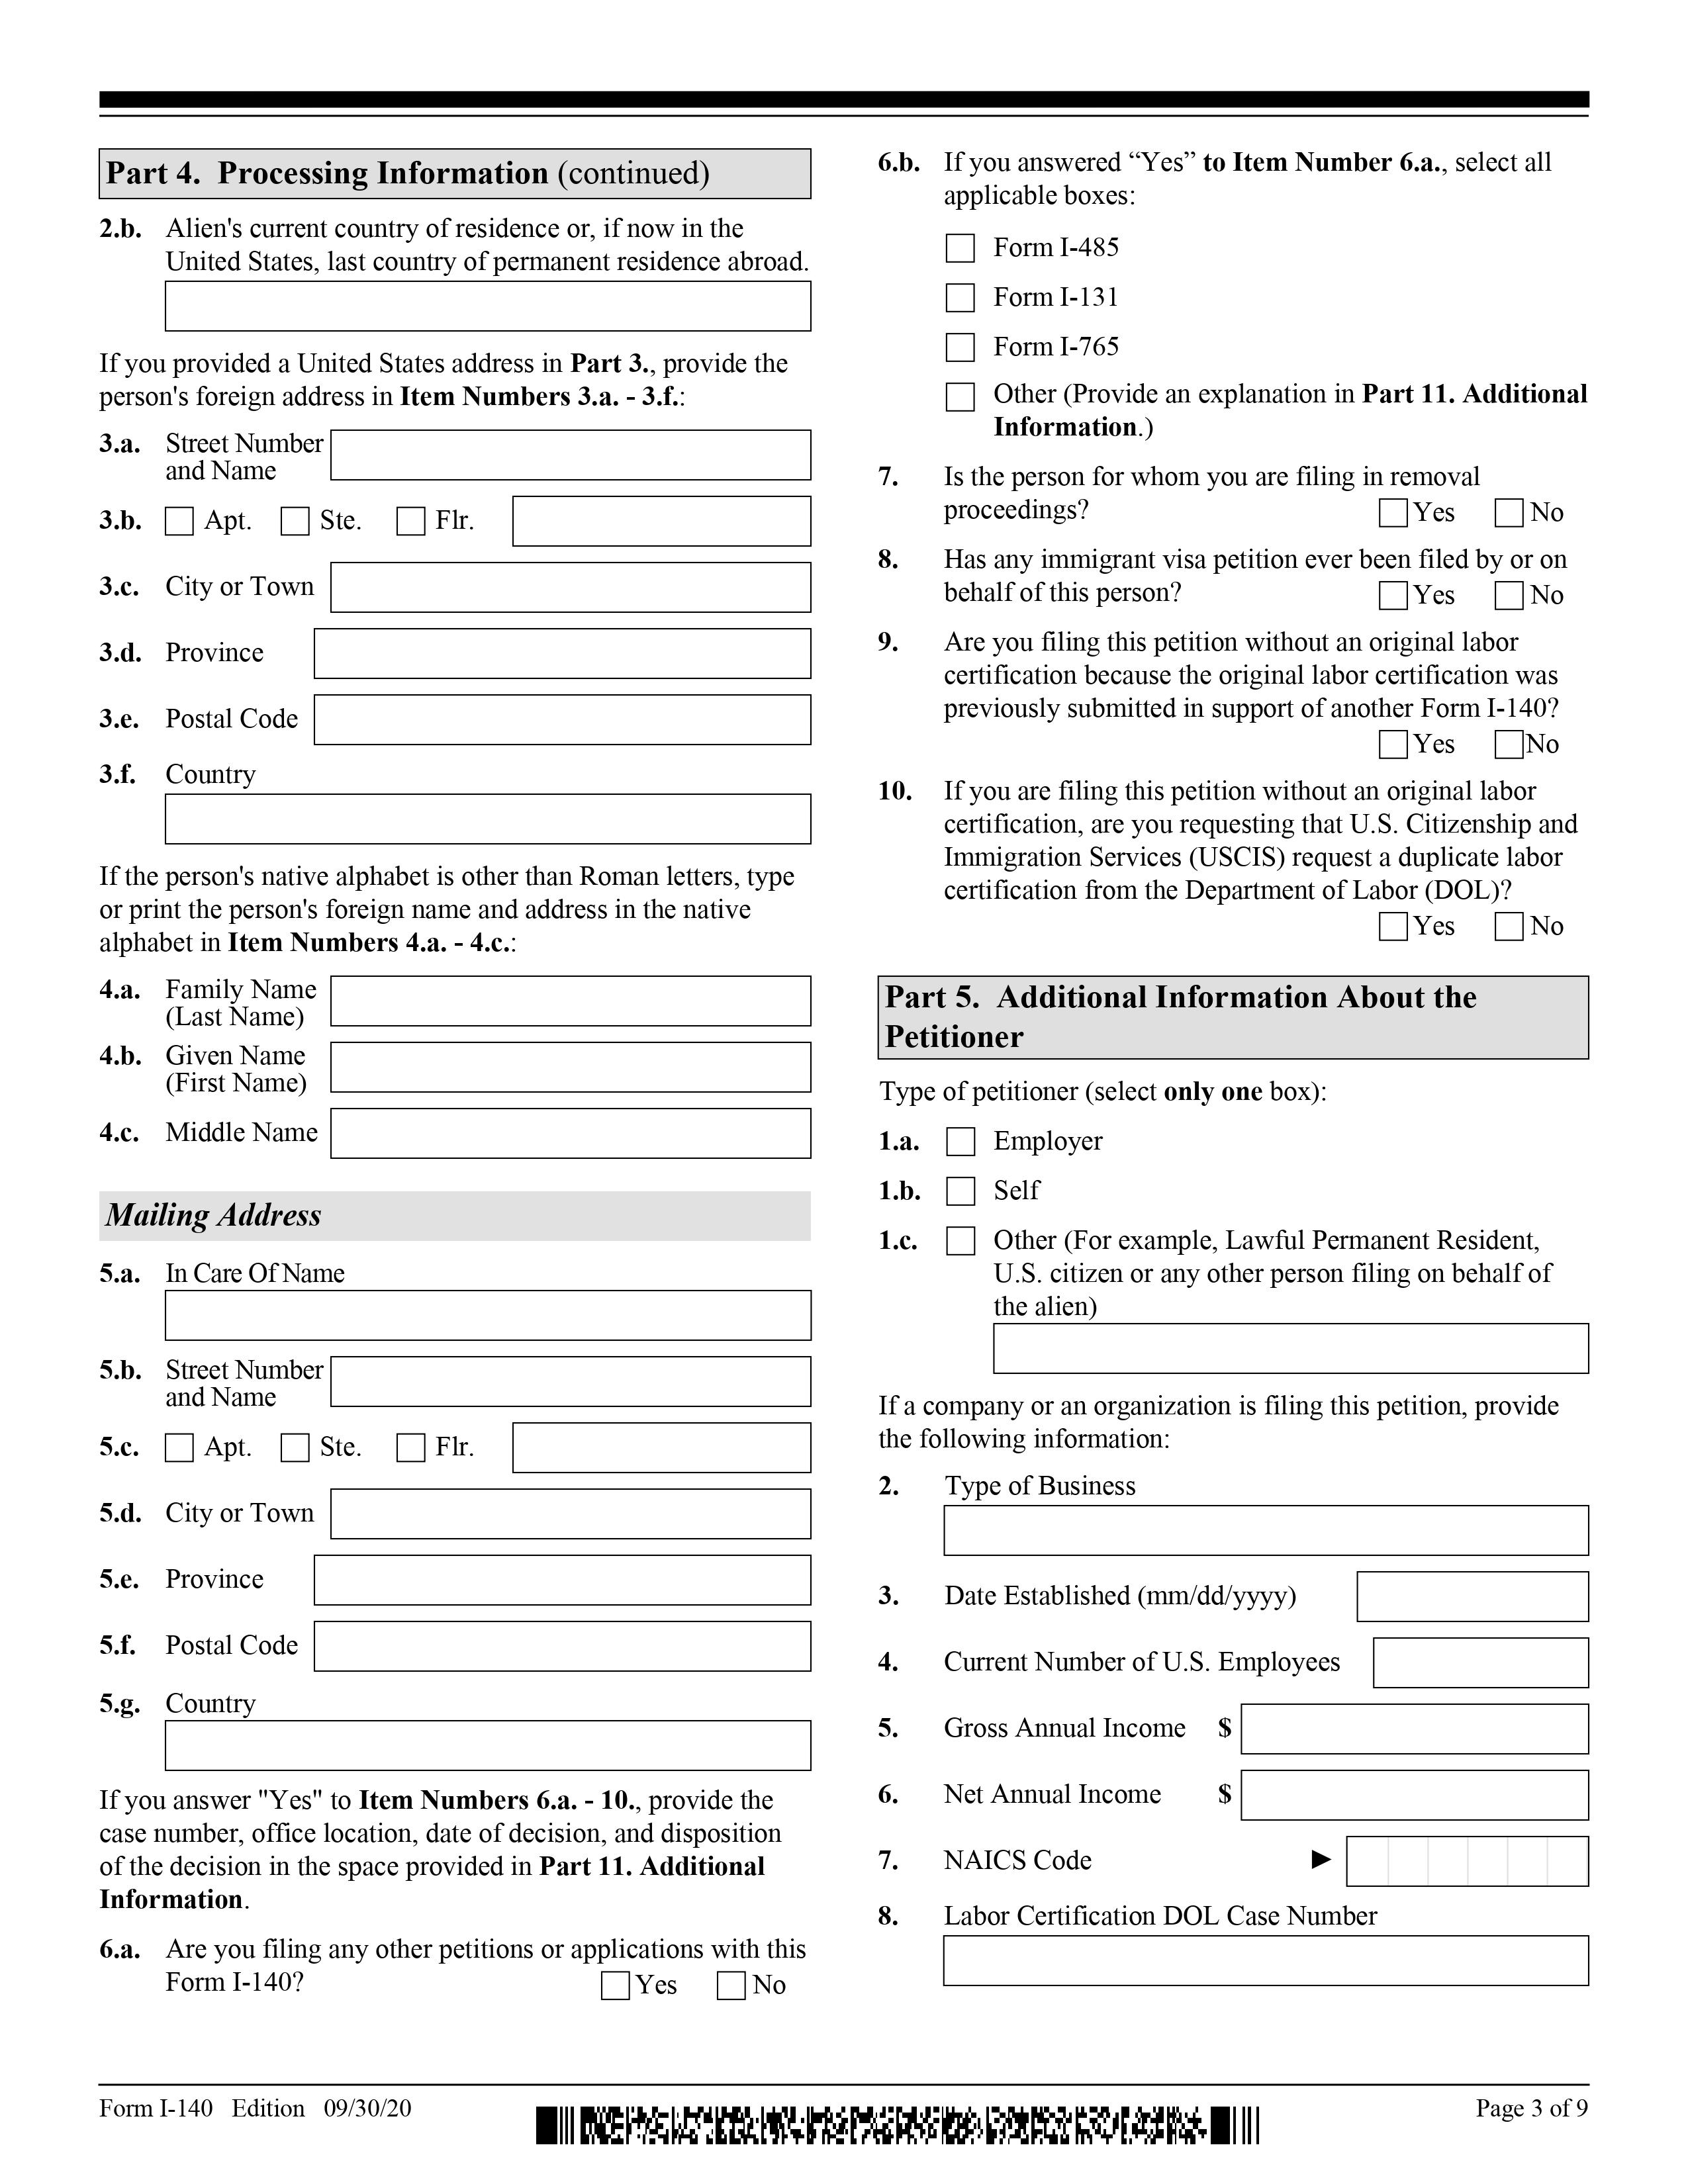 Part 4. Processing Information (continued)
2.b. Alien's current country of residence or, if now in the
United States, last country of permanent residence abroad.
If you provided a United States address in Part 3., provide the
person's foreign address in Item Numbers 3.a. - 3.f.:
3.a. Street Number
and Name
3.b. Apt. Ste. Flr.
3.c. City or Town
3.d. Province
3.e. Postal Code
3.f. Country
If the person's native alphabet is other than Roman letters, type
or print the person's foreign name and address in the native
alphabet in Item Numbers 4.a. - 4.c.:
4.a. Family Name
(Last Name)
4.b. Given Name
(First Name)
4.c. Middle Name
Mailing Address
5.a. In Care Of Name
5.b. Street Number
and Name
5.c. Apt. Ste. Flr.
5.d. City or Town
5.e. Province
5.f. Postal Code
5.g. Country
If you answer "Yes" to Item Numbers 6.a. - 10., provide the
case number, office location, date of decision, and disposition
of the decision in the space provided in Part 11. Additional
Information.
6.a. Are you filing any other petitions or applications with this
Form I-140? Yes No
6.b. If you answered “Yes” to Item Number 6.a., select all
applicable boxes:
Form I-485
Form I-131
Form I-765
Other (Provide an explanation in Part 11. Additional
Information.)
7. Is the person for whom you are filing in removal
proceedings? Yes No
8. Has any immigrant visa petition ever been filed by or on
behalf of this person? Yes No
9. Are you filing this petition without an original labor
certification because the original labor certification was
previously submitted in support of another Form I-140?
Yes No
10. If you are filing this petition without an original labor
certification, are you requesting that U.S. Citizenship and
Immigration Services (USCIS) request a duplicate labor
certification from the Department of Labor (DOL)?
Yes No
Part 5. Additional Information About the
Petitioner
Type of petitioner (select only one box):
1.a. Employer
1.b. Self
1.c. Other (For example, Lawful Permanent Resident,
U.S. citizen or any other person filing on behalf of
the alien)
If a company or an organization is filing this petition, provide
the following information:
2. Type of Business
3. Date Established (mm/dd/yyyy)
4. Current Number of U.S. Employees
5. Gross Annual Income $
6. Net Annual Income $
7. NAICS Code ►
8. Labor Certification DOL Case Number
Form I-140 Edition 09/30/20
Page 3 of 9